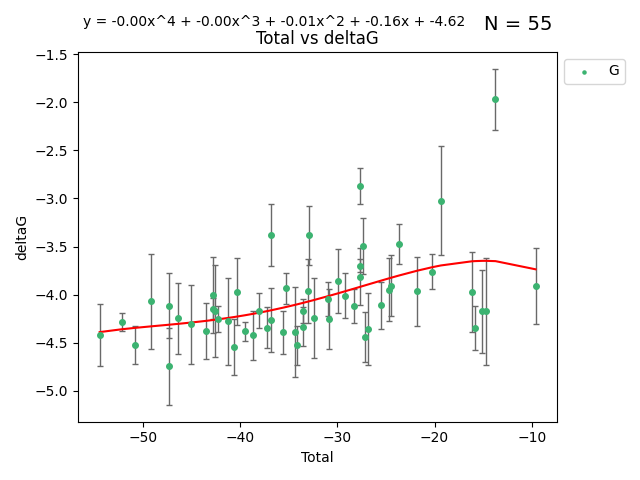 y = -0.00x^4 + -0.00x^3 + -0.01x^2 + -0.16x + -4.62
N = 55
Total vs deltaG
G
−1.5
−2.0
−2.5
−3.0
−3.5
−4.0
−4.5
−5.0
deltaG
−50 −40 −30 −20 −10
Total